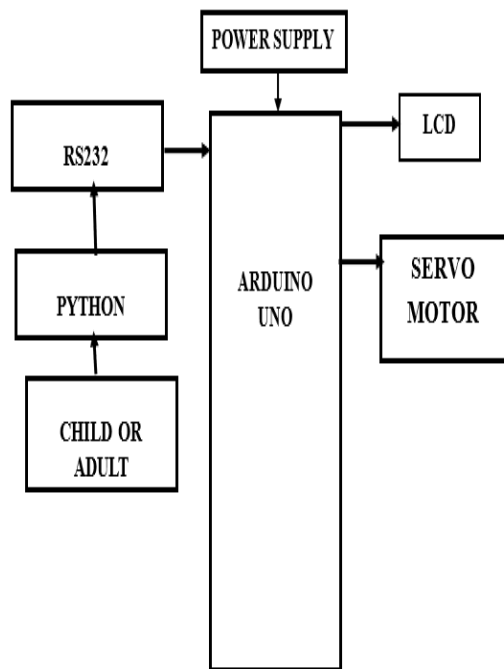 POWER SUPPLY
RS232
LCD
ARDUINO
UNO
SERVO
MOTOR
PYTHON
CHILD OR
ADULT